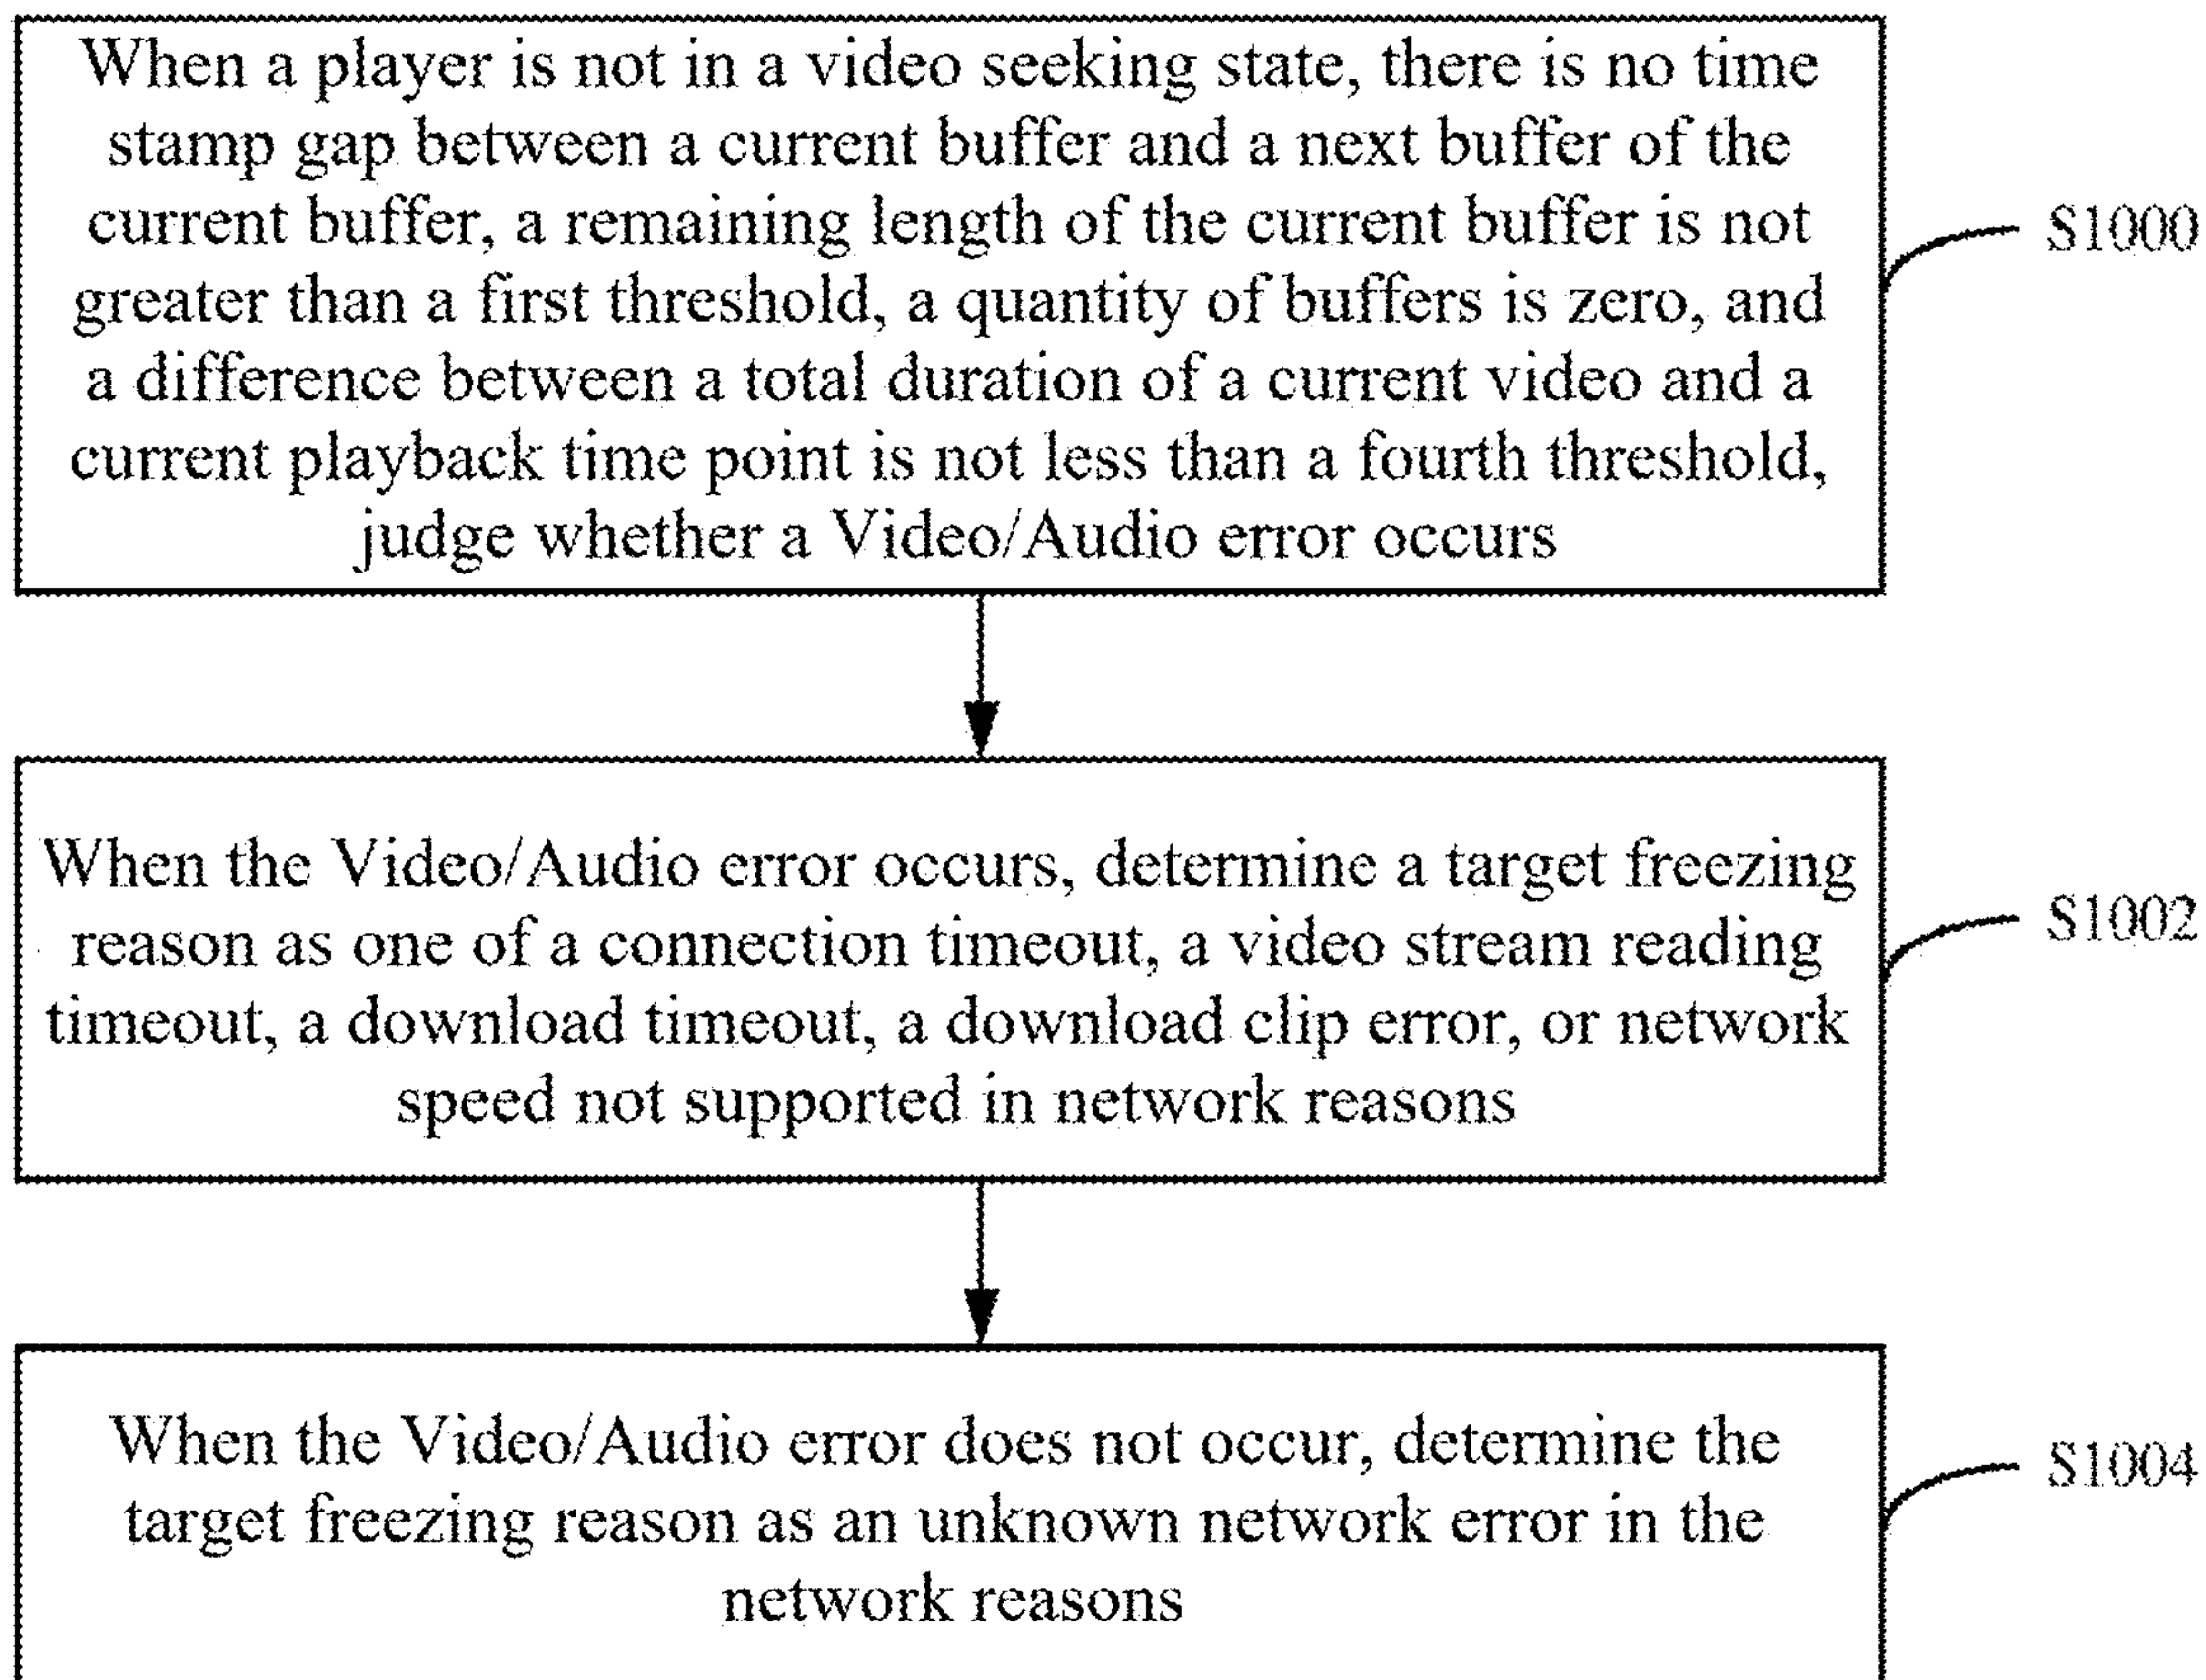 When a player is not in a video seeking state, there is no time
stamp gap between a current buffer and a next buffer of the
current buffer, a remaining length of the current buffer is not
greater than a first threshold, a quantity of buffers is zero, and
a difference between a total duration of a current video and a
current playback time point is not less than a fourth threshold,
judge whether a Video/Audio error occurs
S1000
When the Video/Audio error occurs, determine a target freezing
reason as one of a connection timeout, a video stream reading
timeout, a download timeout, a download clip error, or network
speed not supported in network reasons
S1002
When the Video/Audio error does not occur, determine the
target freezing reason as an unknown network error in the
network reasons
S1004